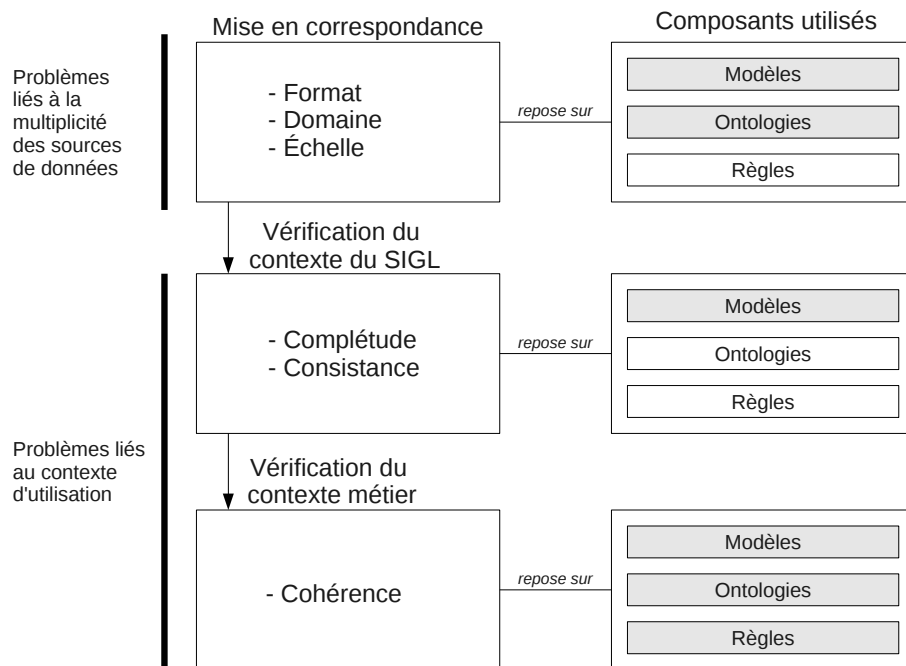 Mise en correspondance
Composants utilisés
Problèmes
liés à la
multiplicité
des sources
de données
- Format
- Domaine
- Échelle
repose sur
Modèles
Ontologies
Règles
Vérification du
contexte du SIGL
Problèmes liés
au contexte
d'utilisation
- Complétude
- Consistance
repose sur
Modèles
Ontologies
Règles
Vérification du
contexte métier
- Cohérence
repose sur
Modèles
Ontologies
Règles